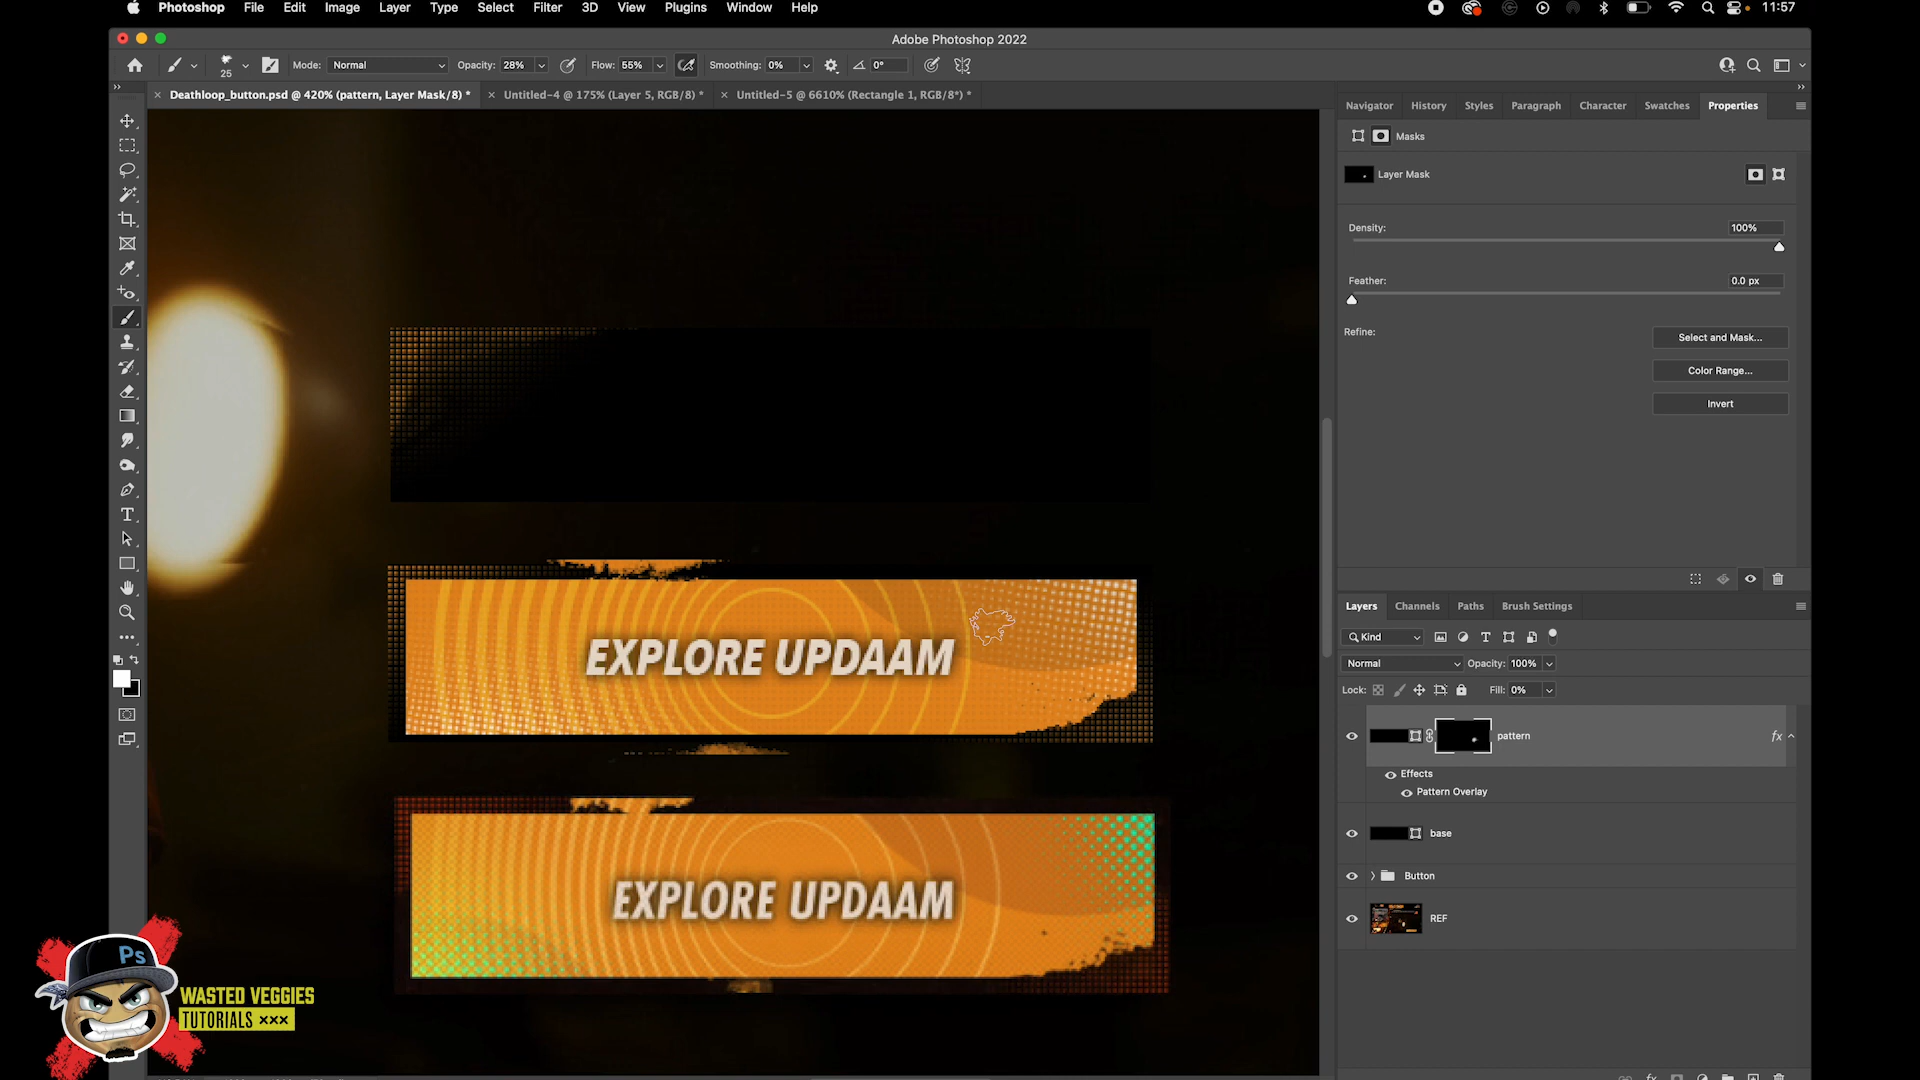 Photoshop File Edit Image Layer Type Select Filter 3D View Plugins Window Help 11:57
Adobe Photoshop 2022
25 Mode: Normal Opacity: 28% Flow: 55% Smoothing: 0% 0°
Deathloop_button.psd @ 420% (pattern, Layer Mask/8) * Untitled-4 @ 175% (Layer 5, RGB/8) * Untitled-5 @ 6610% (Rectangle 1, RGB/8*) *
Navigator History Styles Paragraph Character Swatches Properties
Masks
Layer Mask
Density: 100%
Feather: 0.0 px
Refine: Select and Mask...
Color Range...
Invert
EXPLORE UPDAAM
EXPLORE UPDAAM
Layers Channels Paths Brush Settings
Kind
Normal Opacity: 100%
Lock: Fill: 0%
pattern fx
Effects
Pattern Overlay
base
Button
REF
Ps
WASTED VEGGIES
TUTORIALS ×××